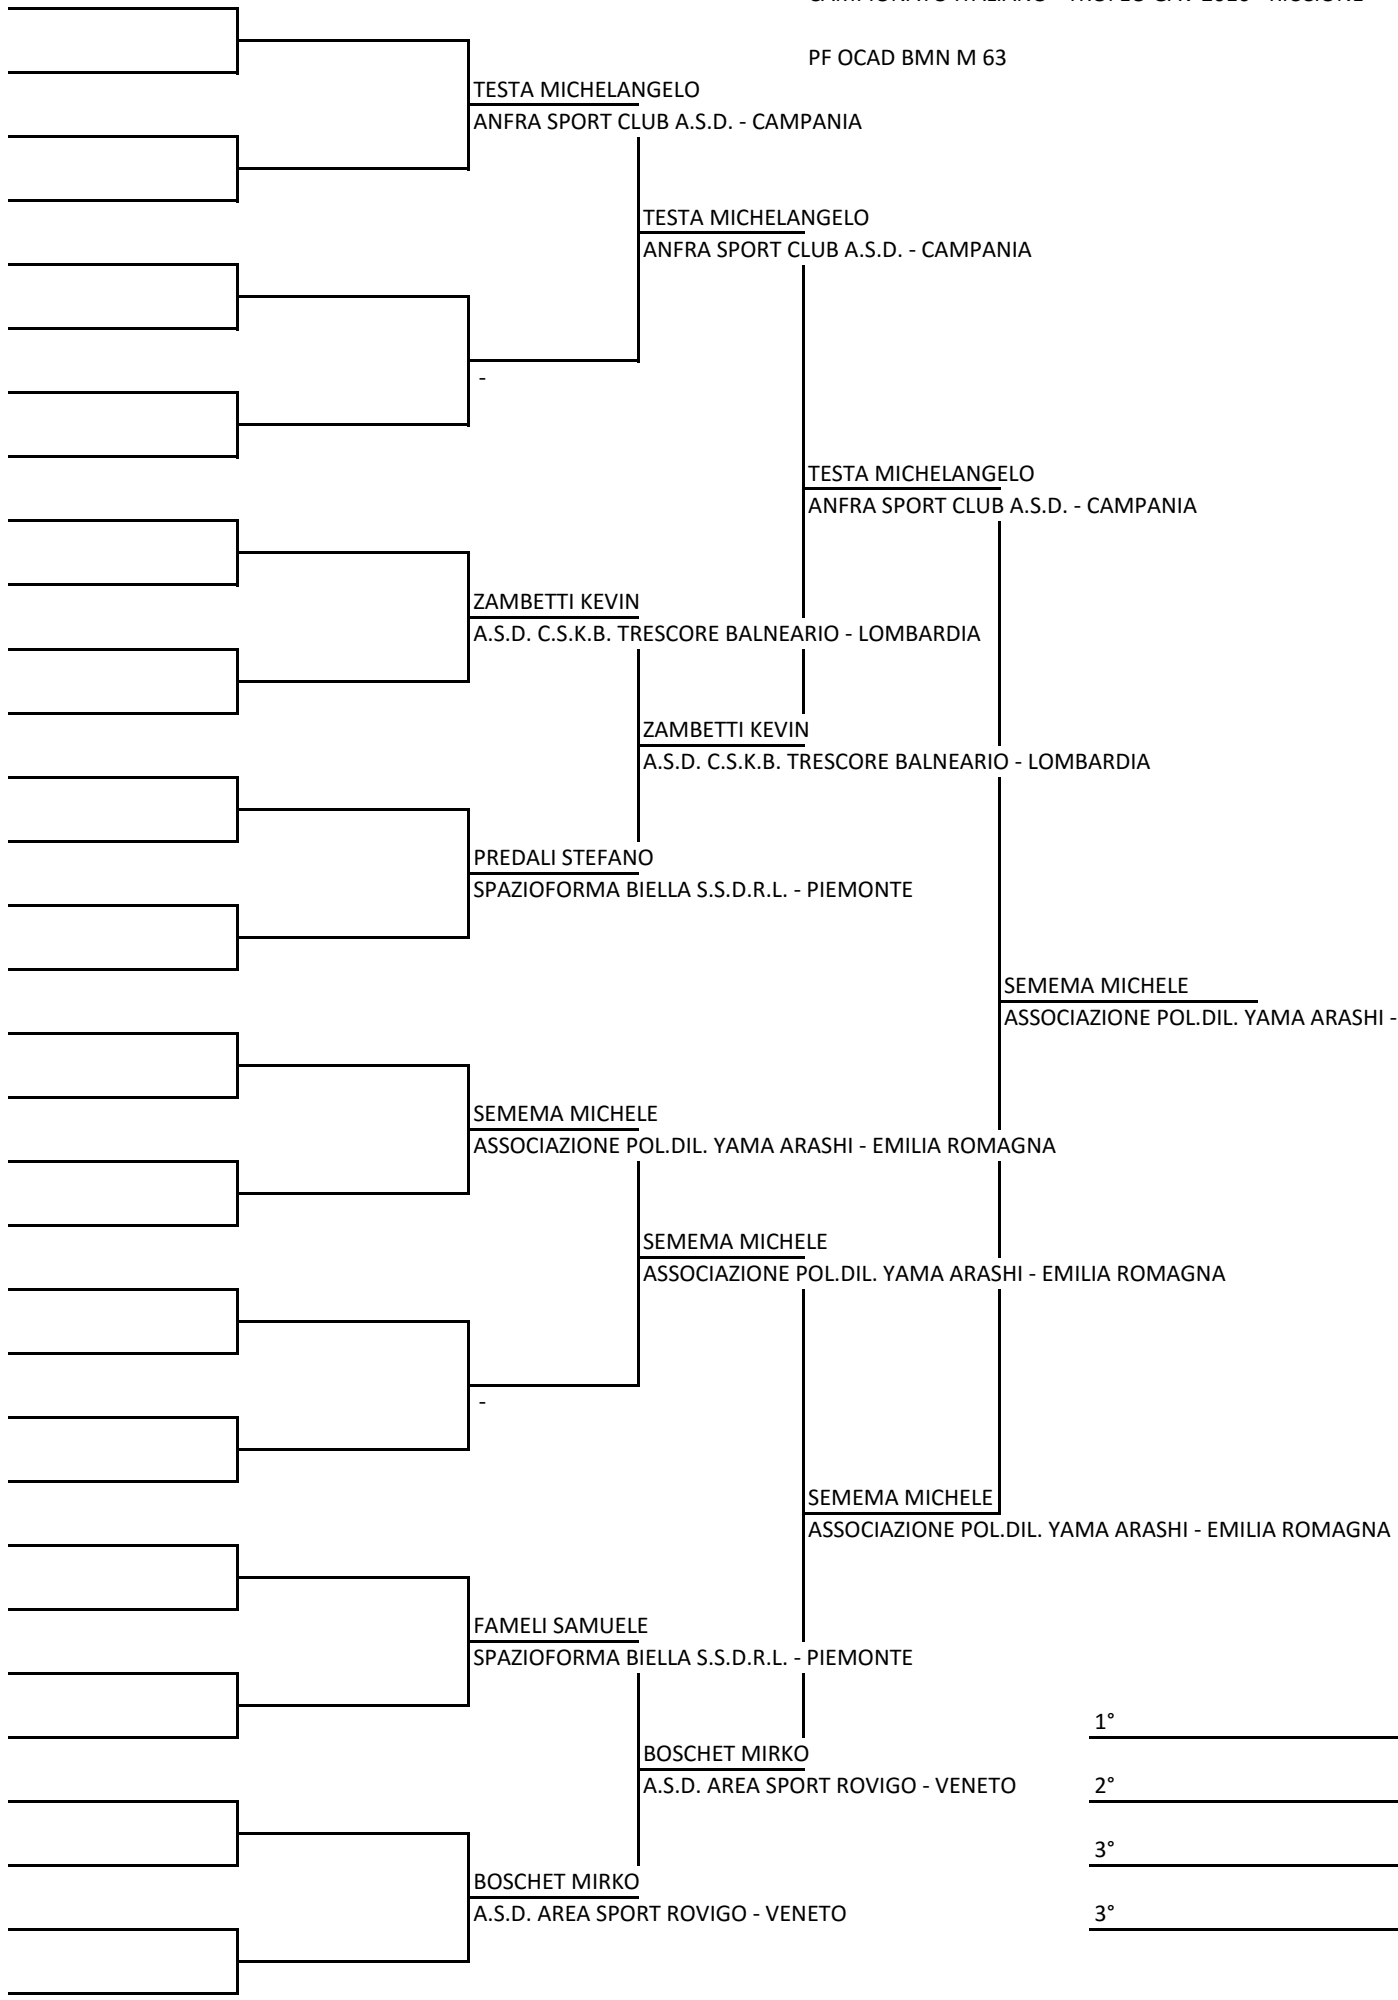 PF OCAD BMN M 63
TESTA MICHELANGELO
ANFRA SPORT CLUB A.S.D. - CAMPANIA
TESTA MICHELANGELO
ANFRA SPORT CLUB A.S.D. - CAMPANIA
-
TESTA MICHELANGELO
ANFRA SPORT CLUB A.S.D. - CAMPANIA
ZAMBETTI KEVIN
A.S.D. C.S.K.B. TRESCORE BALNEARIO - LOMBARDIA
ZAMBETTI KEVIN
A.S.D. C.S.K.B. TRESCORE BALNEARIO - LOMBARDIA
PREDALI STEFANO
SPAZIOFORMA BIELLA S.S.D.R.L. - PIEMONTE
SEMEMA MICHELE
ASSOCIAZIONE POL.DIL. YAMA ARASHI -
SEMEMA MICHELE
ASSOCIAZIONE POL.DIL. YAMA ARASHI - EMILIA ROMAGNA
SEMEMA MICHELE
ASSOCIAZIONE POL.DIL. YAMA ARASHI - EMILIA ROMAGNA
-
SEMEMA MICHELE
ASSOCIAZIONE POL.DIL. YAMA ARASHI - EMILIA ROMAGNA
FAMELI SAMUELE
SPAZIOFORMA BIELLA S.S.D.R.L. - PIEMONTE
1°
BOSCHET MIRKO
A.S.D. AREA SPORT ROVIGO - VENETO
2°
3°
BOSCHET MIRKO
A.S.D. AREA SPORT ROVIGO - VENETO
3°